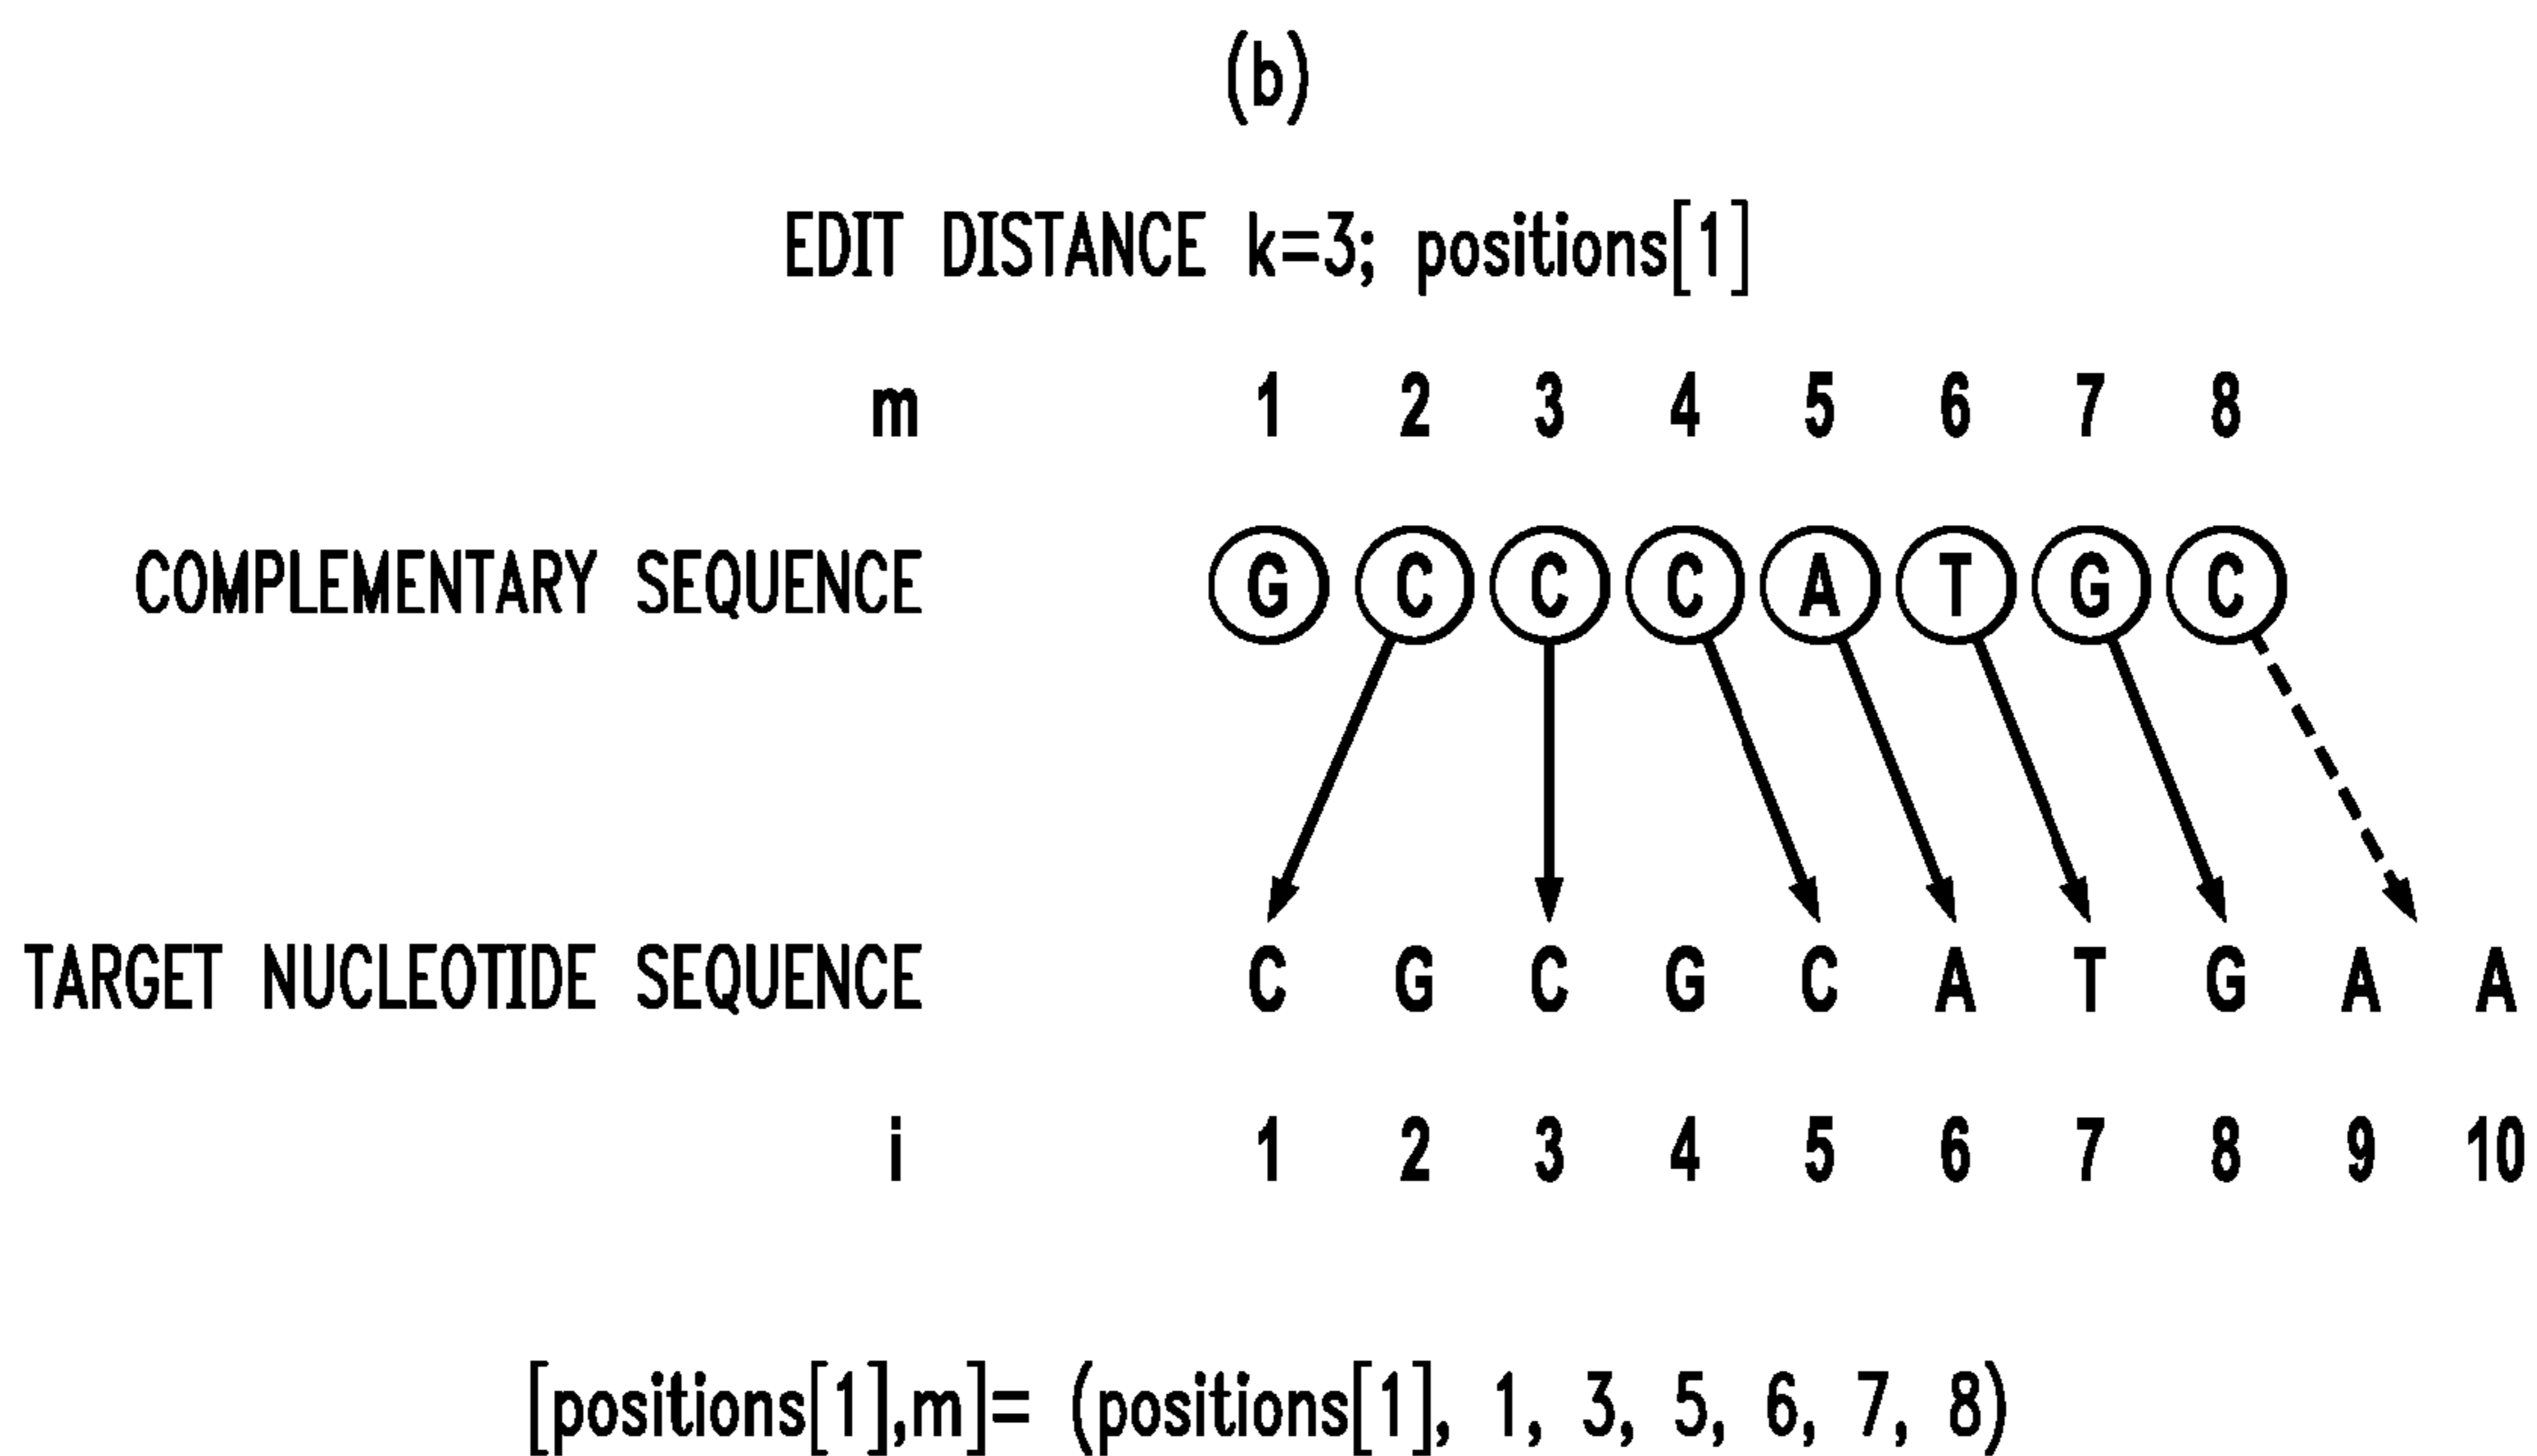 (b)
EDIT DISTANCE k=3; positions[1]
m 1 2 3 4 5 6 7 8
COMPLEMENTARY SEQUENCE G C C C A T G C
TARGET NUCLEOTIDE SEQUENCE C G C G C A T G A A
i 1 2 3 4 5 6 7 8 9 10
[positions[1],m]= (positions[1], 1, 3, 5, 6, 7, 8)